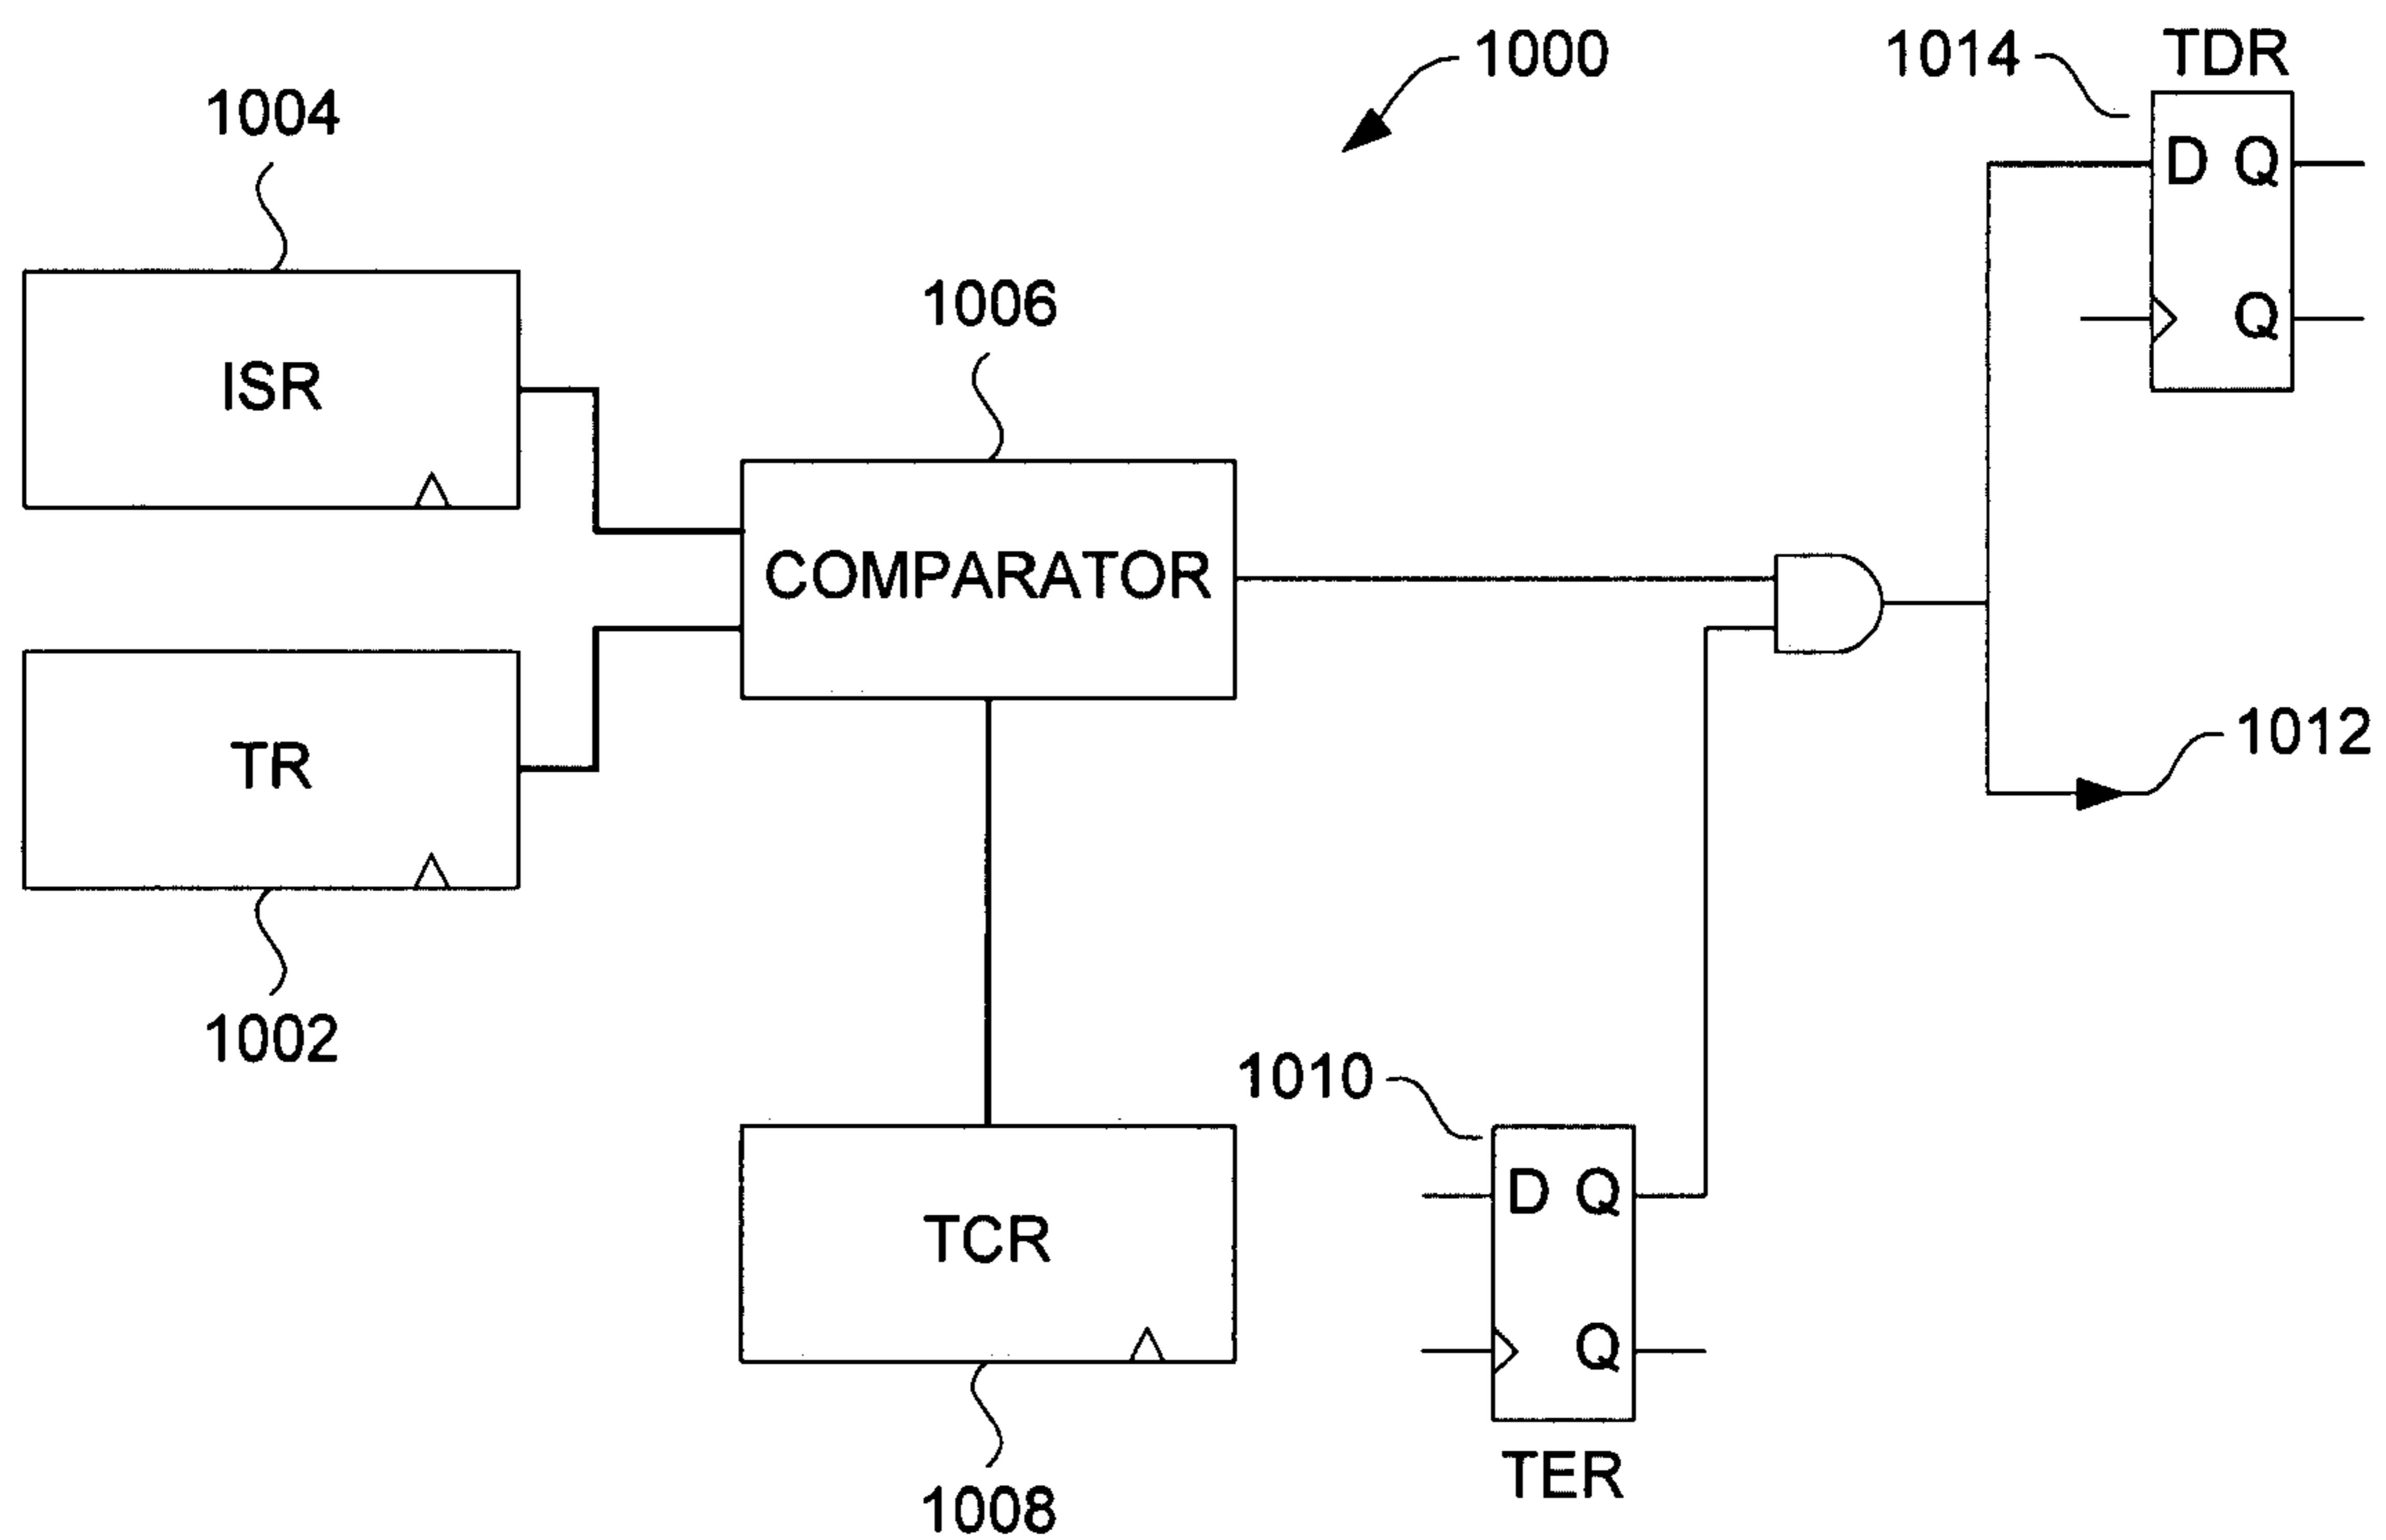 1000
1014
TDR
D Q
Q
1004
ISR
1006
COMPARATOR
TR
1002
1012
1010
D Q
Q
TER
TCR
1008